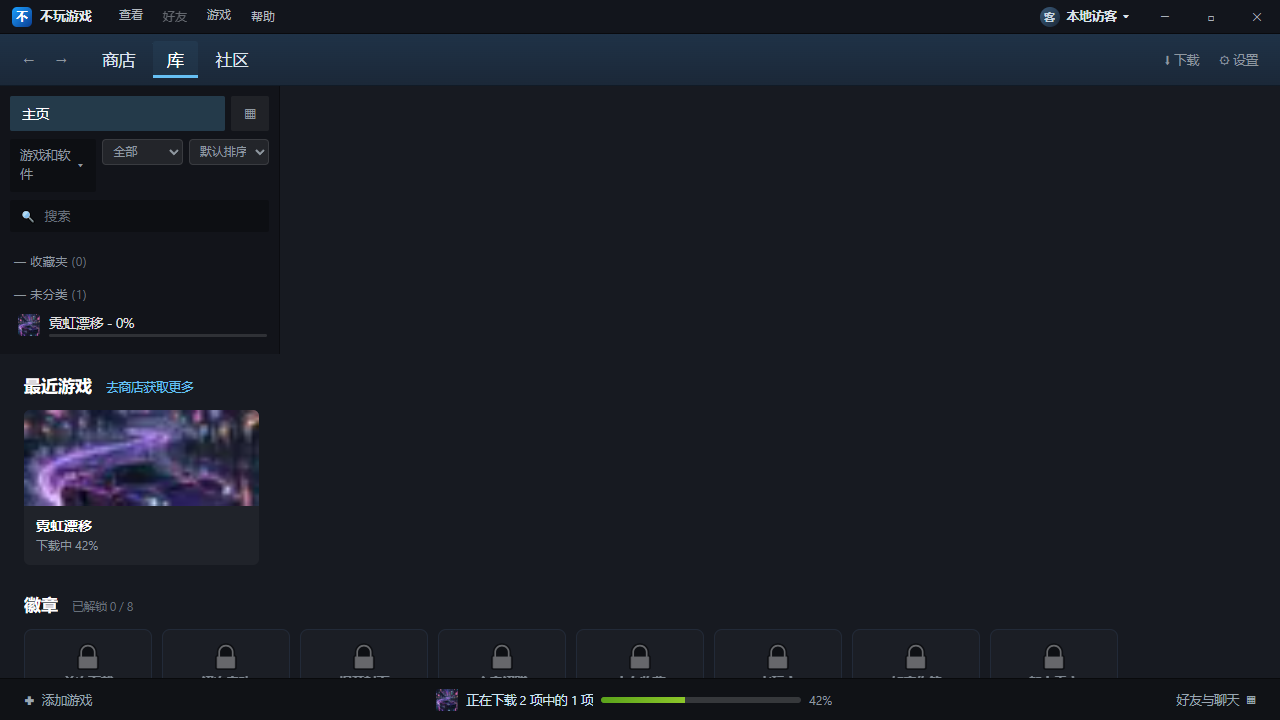 不 不玩游戏 查看 好友 游戏 帮助 客 本地访客
← → 商店 库 社区 下载 设置
主页
游戏和软件 全部 默认排序
搜索
— 收藏夹 (0)
— 未分类 (1)
霓虹漂移 - 0%
最近游戏 去商店获取更多
霓虹漂移
下载中 42%
徽章 已解锁 0 / 8
添加游戏 正在下载 2 项中的 1 项 42% 好友与聊天